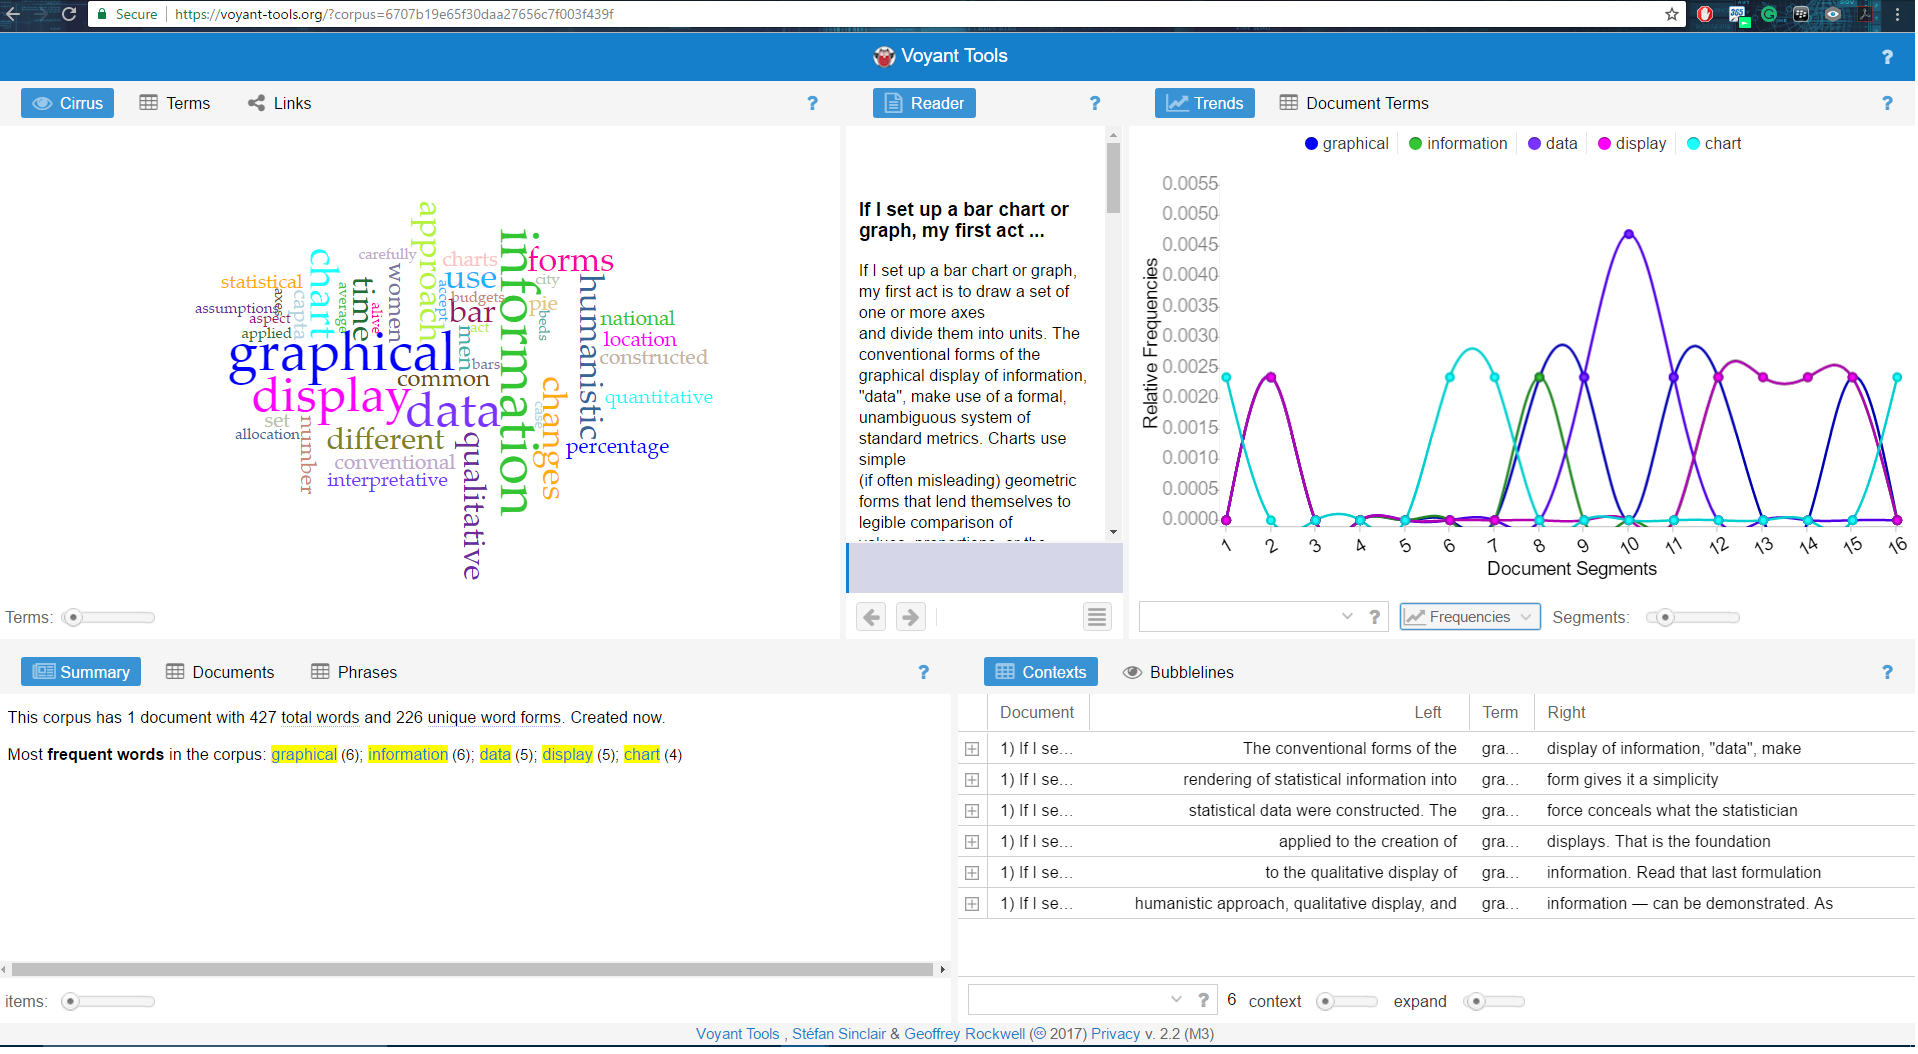 Secure
https://voyant-tools.org/?corpus=6707b19e65f30daa27656c7f003f439f
Voyant Tools
?
Cirrus
Terms
Links
?
approach
information
carefully
charts
forms
women
use
city
statistical
chart
time
accept
budgets
humanistic
axes
capta
average
alive
assumptions
aspect
bar
pie
act
beds
national
applied
men
location
graphical
bars
constructed
common
display
data
changes
quantitative
case
set
number
allocation
different
qualitative
percentage
conventional
interpretative
Terms:
Reader
?
If I set up a bar chart or
graph, my first act ...
If I set up a bar chart or graph,
my first act is to draw a set of
one or more axes
and divide them into units. The
conventional forms of the
graphical display of information,
"data", make use of a formal,
unambiguous system of
standard metrics. Charts use
simple
(if often misleading) geometric
forms that lend themselves to
legible comparison of
Trends
Document Terms
?
graphical
information
data
display
chart
0.0055
0.0050
0.0045
0.0040
0.0035
0.0030
0.0025
0.0020
0.0015
0.0010
0.0005
0.0000
Relative Frequencies
1 2 3 4 5 6 7 8 9 10 11 12 13 14 15 16
Document Segments
?
Frequencies
Segments:
Summary
Documents
Phrases
?
This corpus has 1 document with 427 total words and 226 unique word forms. Created now.
Most frequent words in the corpus: graphical (6); information (6); data (5); display (5); chart (4)
items:
Contexts
Bubblelines
?
Document Left Term Right
1) If I se... The conventional forms of the gra... display of information, "data", make
1) If I se... rendering of statistical information into gra... form gives it a simplicity
1) If I se... statistical data were constructed. The gra... force conceals what the statistician
1) If I se... applied to the creation of gra... displays. That is the foundation
1) If I se... to the qualitative display of gra... information. Read that last formulation
1) If I se... humanistic approach, qualitative display, and gra... information — can be demonstrated. As
? 6 context expand
Voyant Tools , Stéfan Sinclair & Geoffrey Rockwell (cc 2017) Privacy v. 2.2 (M3)